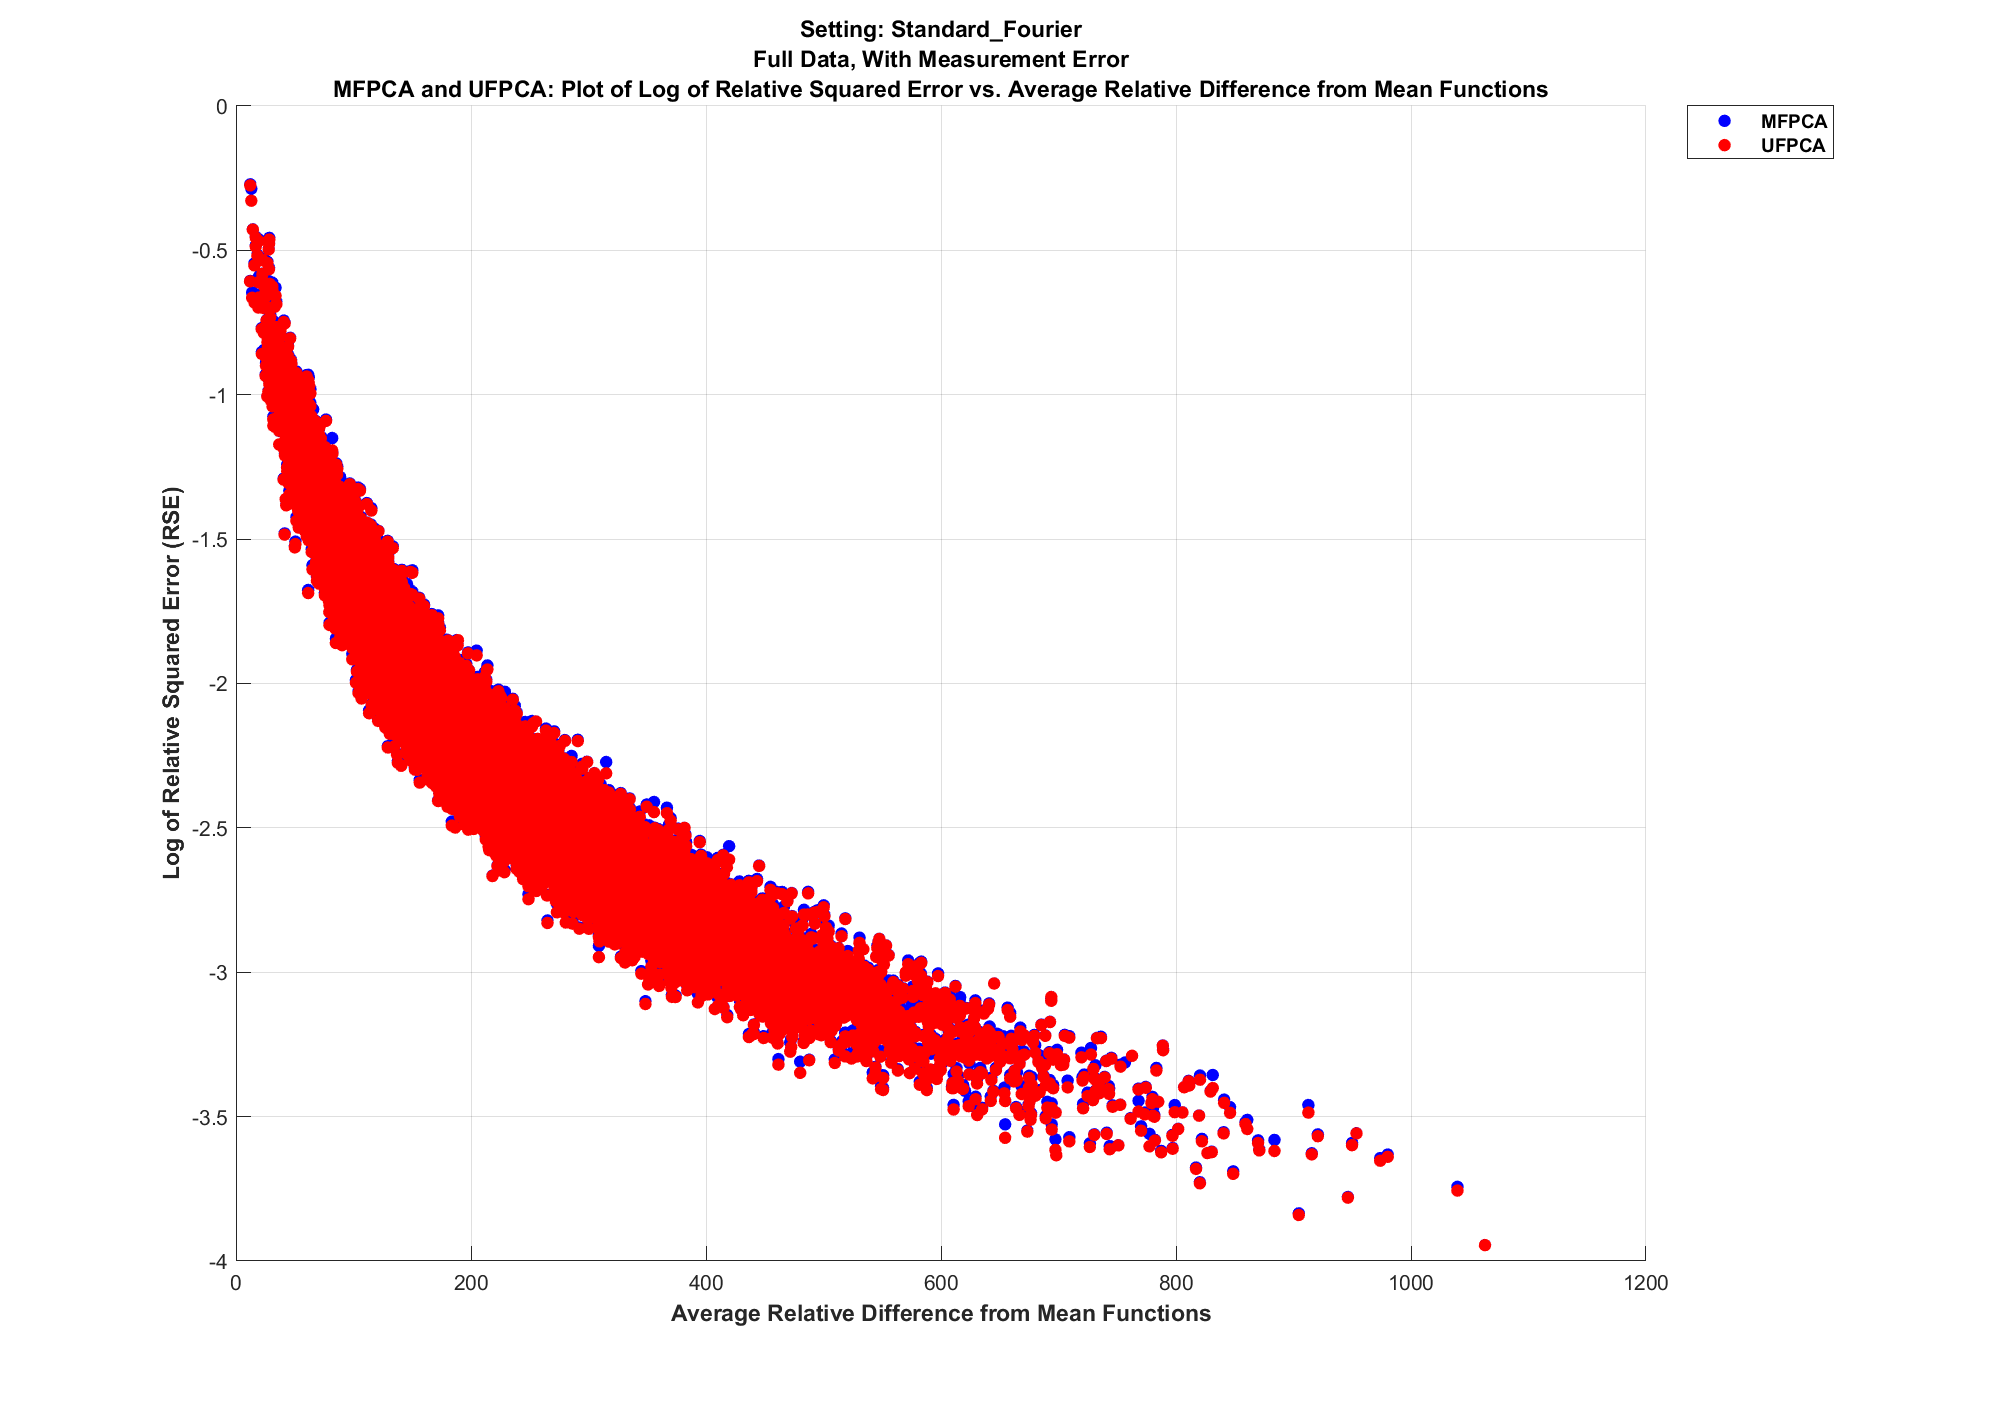 Setting: Standard_Fourier
Full Data, With Measurement Error
MFPCA and UFPCA: Plot of Log of Relative Squared Error vs. Average Relative Difference from Mean Functions
MFPCA
UFPCA
Log of Relative Squared Error (RSE)
0
-0.5
-1
-1.5
-2
-2.5
-3
-3.5
-4
0 200 400 600 800 1000 1200
Average Relative Difference from Mean Functions